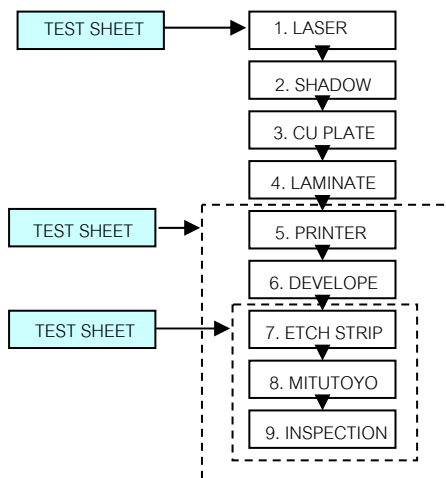 TEST SHEET
1. LASER
2. SHADOW
3. CU PLATE
4. LAMINATE
TEST SHEET
5. PRINTER
6. DEVELOPE
TEST SHEET
7. ETCH STRIP
8. MITUTOYO
9. INSPECTION